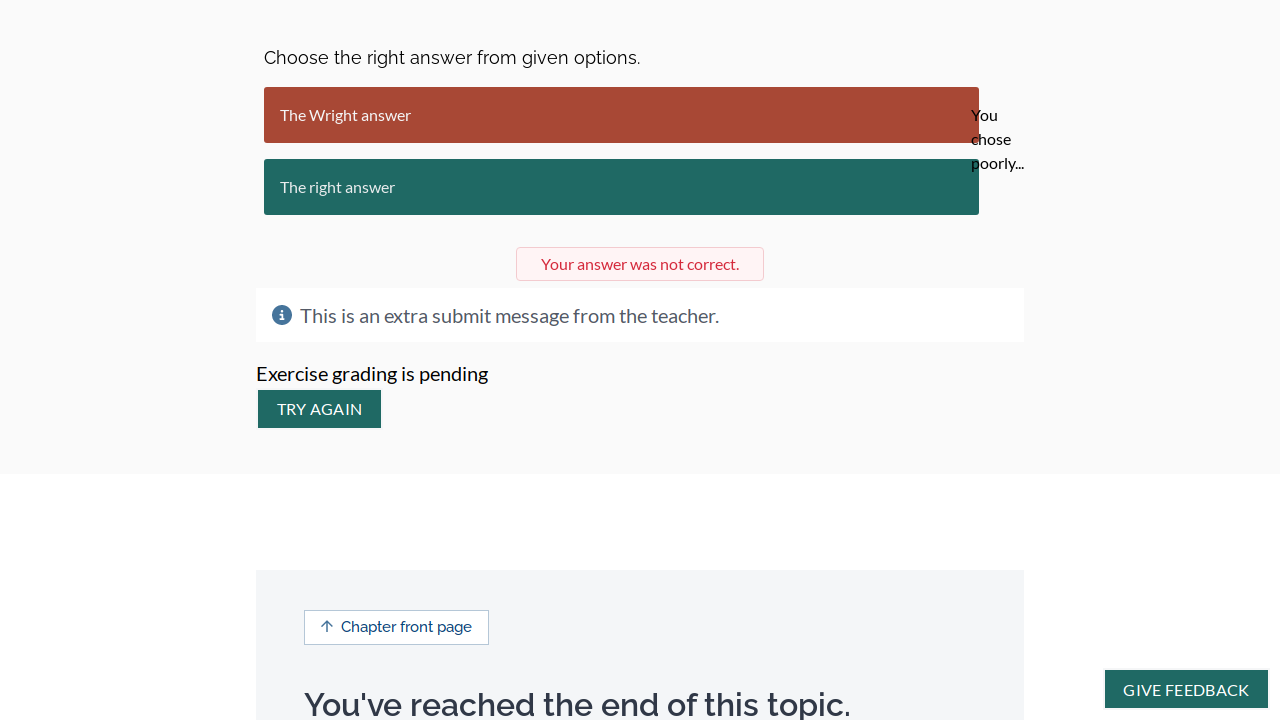 Choose the right answer from given options.
The Wright answer
You
chose
poorly...
The right answer
Your answer was not correct.
This is an extra submit message from the teacher.
Exercise grading is pending
TRY AGAIN
Chapter front page
You've reached the end of this topic.
GIVE FEEDBACK